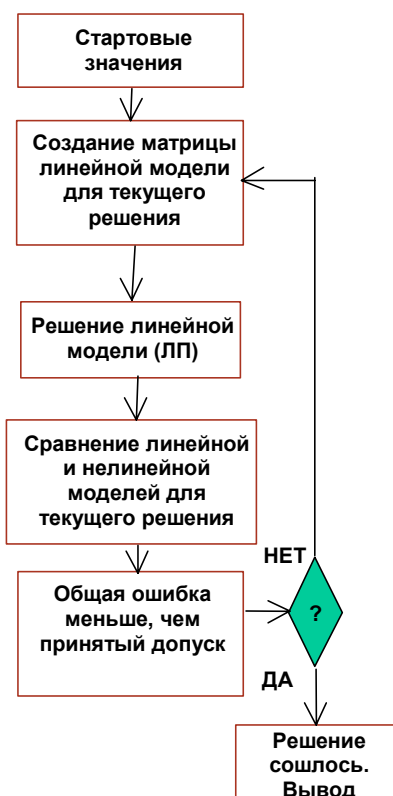 Стартовые
значения
Создание матрицы
линейной модели
для текущего
решения
Решение линейной
модели (ЛП)
Сравнение линейной
и нелинейной
моделей для
текущего решения
Общая ошибка
меньше, чем
принятый допуск
НЕТ
?
ДА
Решение
сошлось.
Вывод